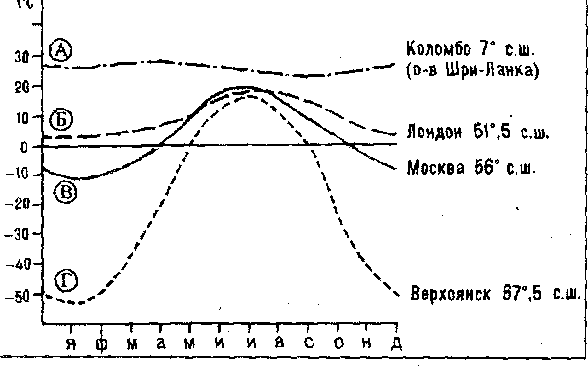 t°C
30
20
10
0
-10
-20
-30
-40
-50
А
Б
В
Г
Коломбо 7° с.ш.
(о-в Шри-Ланка)
Лондон 51°,5 с.ш.
Москва 56° с.ш.
Верхоянск 67°,5 с.ш.
я ф м а м и и а с о н д